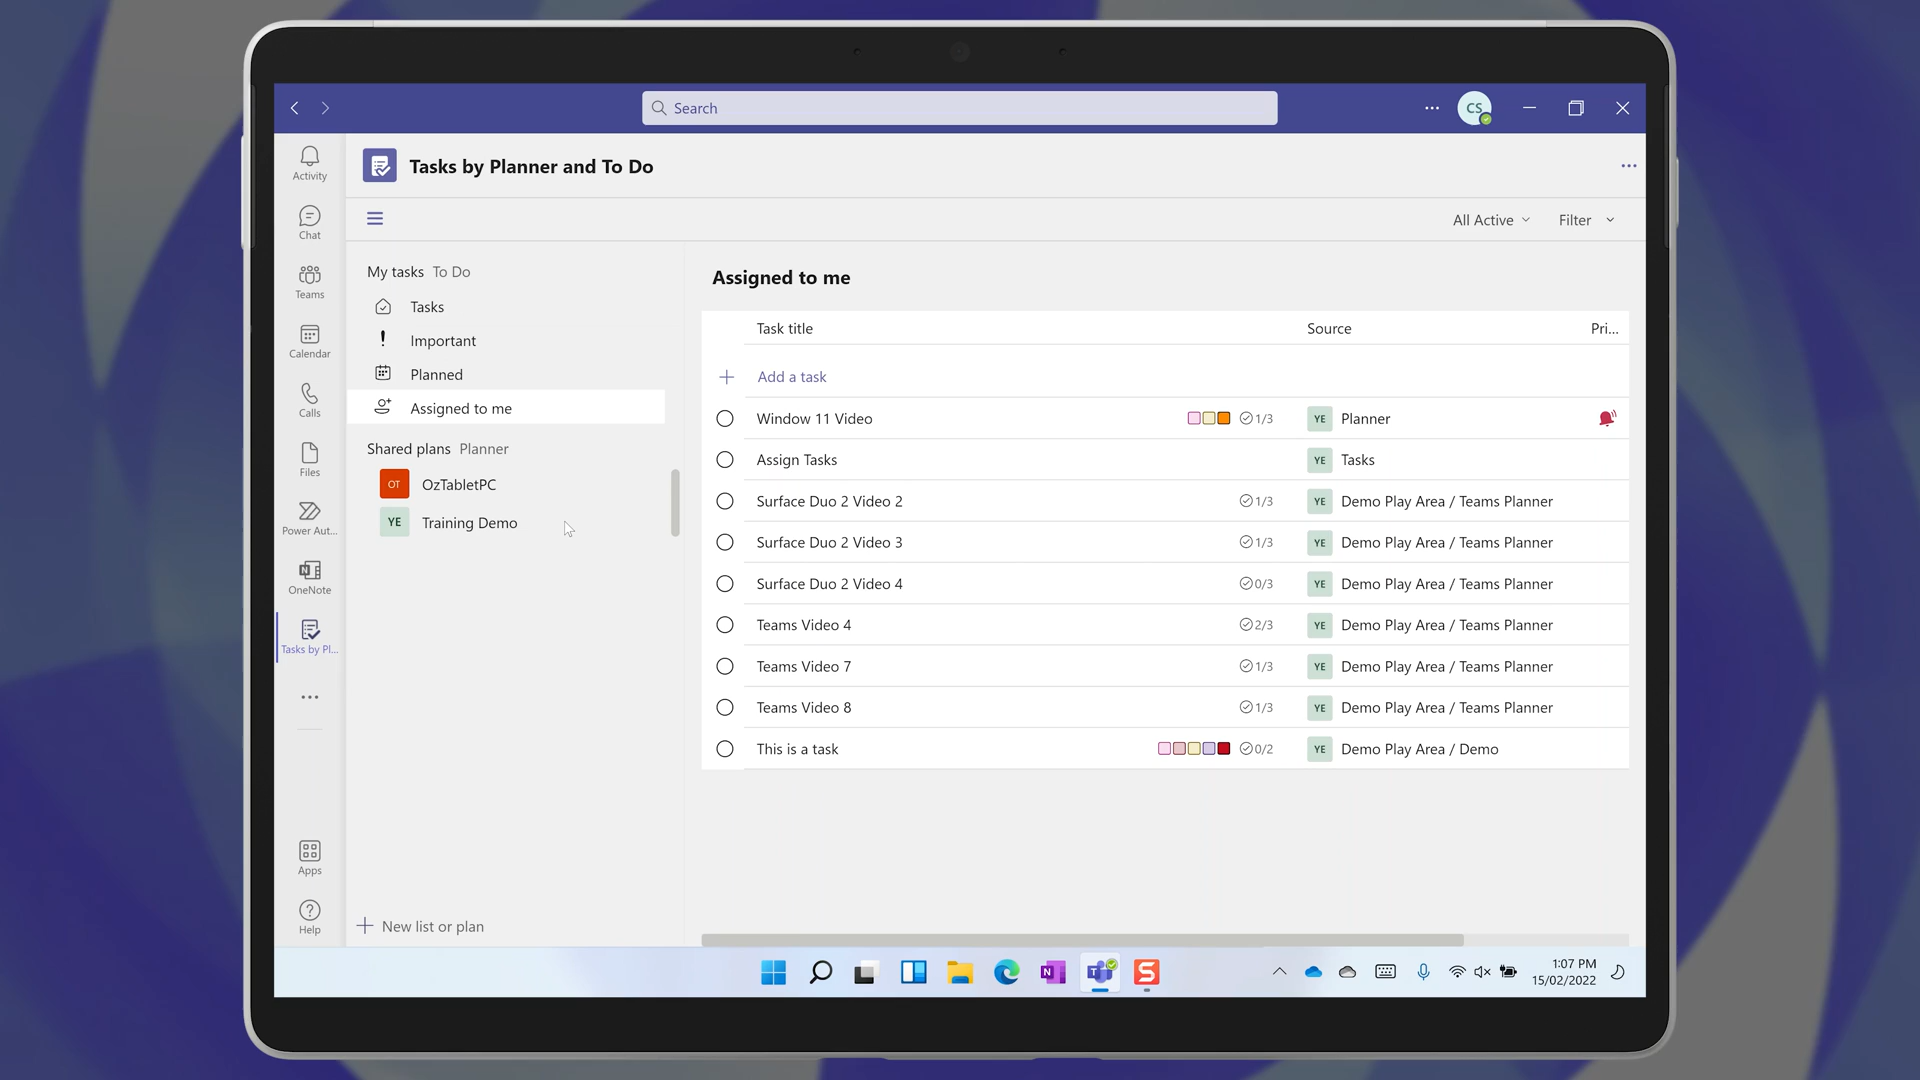 Search
CS
Activity
Chat
Teams
Calendar
Calls
Files
Power Aut...
OneNote
Tasks by Pl...
Apps
Help
Tasks by Planner and To Do
All Active
Filter
My tasks To Do
Tasks
Important
Planned
Assigned to me
Shared plans Planner
OT OzTabletPC
YE Training Demo
New list or plan
Assigned to me
Task title Source Pri...
Add a task
Window 11 Video 1/3 YE Planner
Assign Tasks YE Tasks
Surface Duo 2 Video 2 1/3 YE Demo Play Area / Teams Planner
Surface Duo 2 Video 3 1/3 YE Demo Play Area / Teams Planner
Surface Duo 2 Video 4 0/3 YE Demo Play Area / Teams Planner
Teams Video 4 2/3 YE Demo Play Area / Teams Planner
Teams Video 7 1/3 YE Demo Play Area / Teams Planner
Teams Video 8 1/3 YE Demo Play Area / Teams Planner
This is a task 0/2 YE Demo Play Area / Demo
1:07 PM
15/02/2022